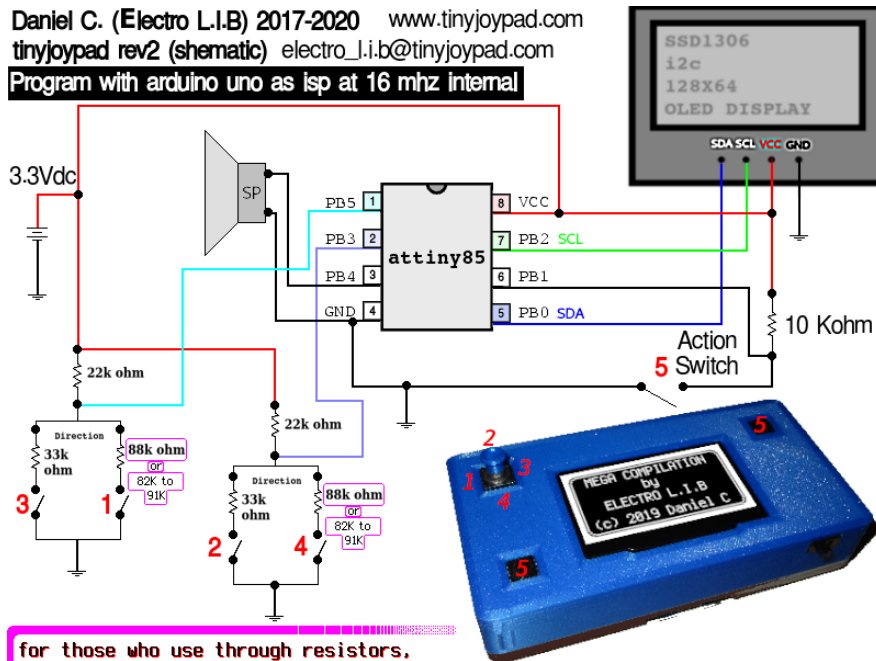 Daniel C. (Electro L.I.B) 2017-2020 www.tinyjoypad.com
tinyjoypad rev2 (shematic) electro_l.i.b@tinyjoypad.com
Program with arduino uno as isp at 16 mhz internal
SSD1306
i2c
128X64
OLED DISPLAY
SDA SCL VCC GND
3.3Vdc
SP
PB5 1
PB3 2
PB4 3
GND 4
attiny85
8 VCC
7 PB2 SCL
6 PB1
5 PB0 SDA
10 Kohm
Action
5 Switch
22k ohm
Direction
33k
ohm
88k ohm
or
82K to
91K
3
1
22k ohm
Direction
33k
ohm
88k ohm
or
82K to
91K
2
4
2
1
3
4
5
5
MEGA COMPILATION
by
ELECTRO L.I.B
(c) 2019 Daniel C
for those who use through resistors,